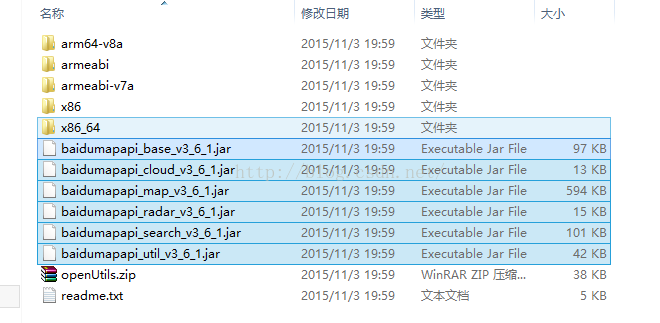 名称 修改日期 类型 大小
arm64-v8a 2015/11/3 19:59 文件夹
armeabi 2015/11/3 19:59 文件夹
armeabi-v7a 2015/11/3 19:59 文件夹
x86 2015/11/3 19:59 文件夹
x86_64 2015/11/3 19:59 文件夹
baidumapapi_base_v3_6_1.jar 2015/11/3 19:59 Executable Jar File 97 KB
baidumapapi_cloud_v3_6_1.jar 2015/11/3 19:59 Executable Jar File 13 KB
baidumapapi_map_v3_6_1.jar 2015/11/3 19:59 Executable Jar File 594 KB
baidumapapi_radar_v3_6_1.jar 2015/11/3 19:59 Executable Jar File 15 KB
baidumapapi_search_v3_6_1.jar 2015/11/3 19:59 Executable Jar File 101 KB
baidumapapi_util_v3_6_1.jar 2015/11/3 19:59 Executable Jar File 42 KB
openUtils.zip 2015/11/3 19:59 WinRAR ZIP 压缩... 38 KB
readme.txt 2015/11/3 19:59 文本文档 5 KB